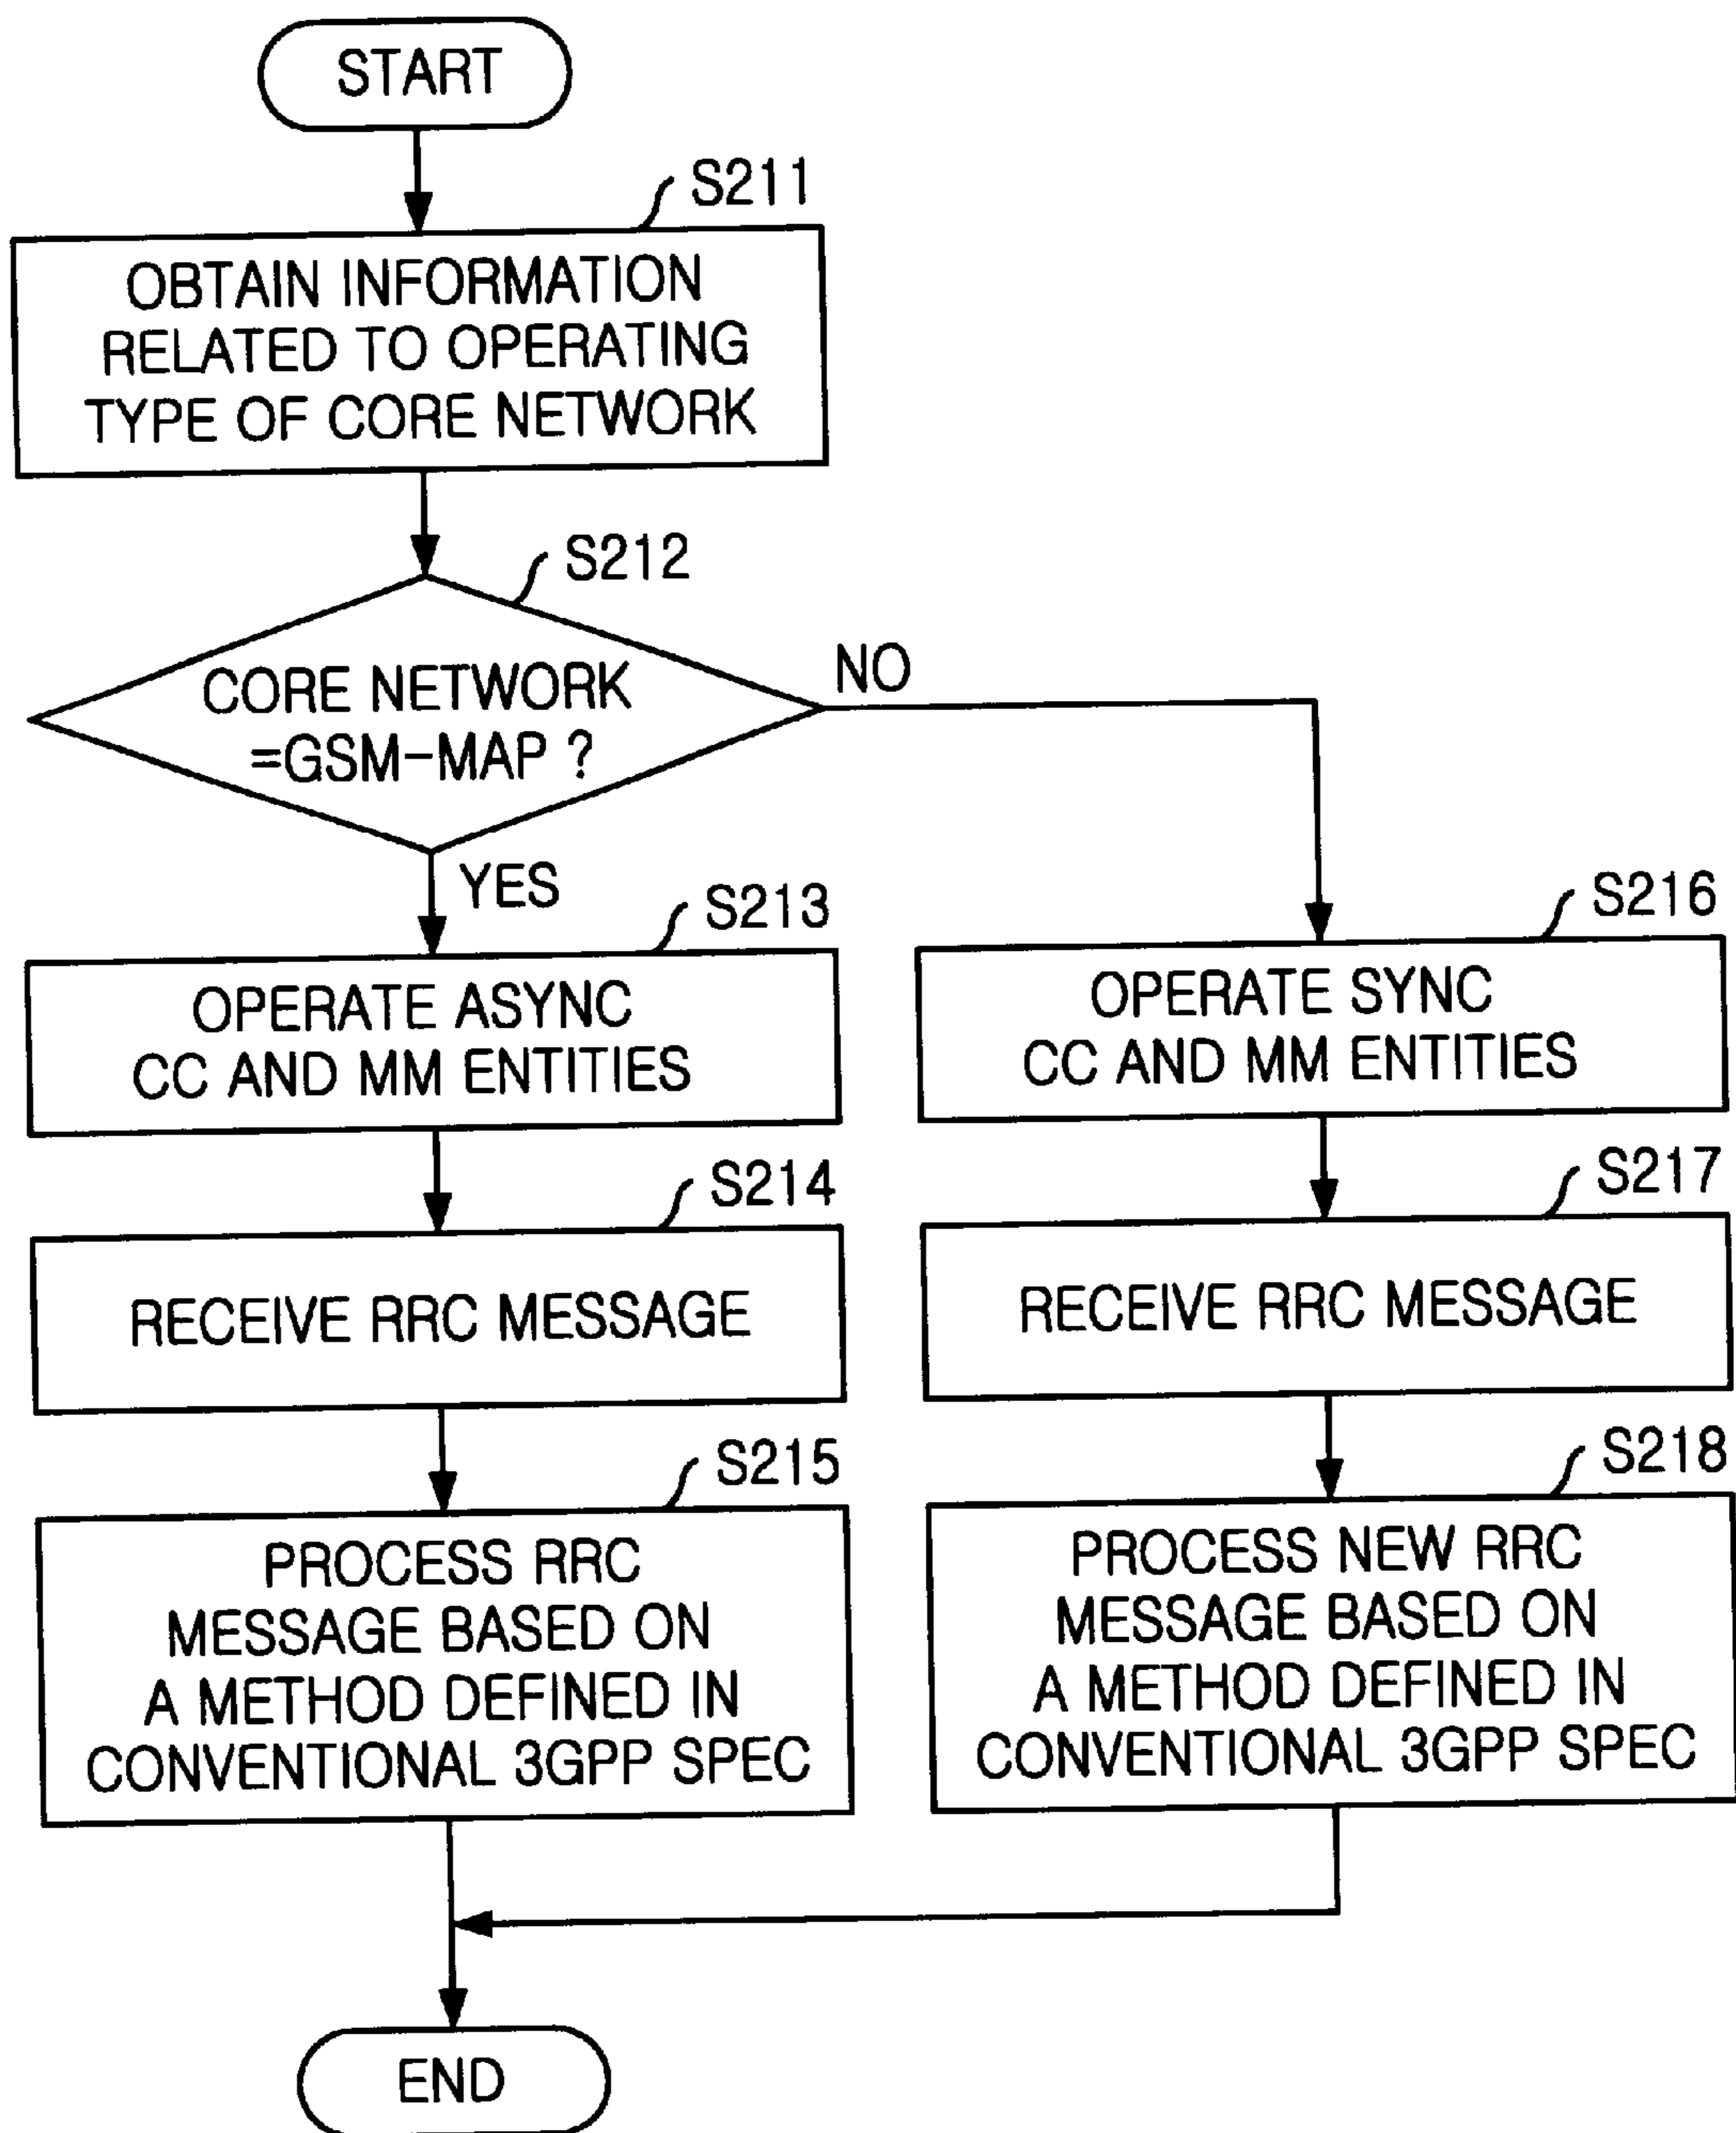 START
S211
OBTAIN INFORMATION
RELATED TO OPERATING
TYPE OF CORE NETWORK
S212
CORE NETWORK
=GSM-MAP ?
NO
YES
S213
OPERATE ASYNC
CC AND MM ENTITIES
S214
RECEIVE RRC MESSAGE
S215
PROCESS RRC
MESSAGE BASED ON
A METHOD DEFINED IN
CONVENTIONAL 3GPP SPEC
S216
OPERATE SYNC
CC AND MM ENTITIES
S217
RECEIVE RRC MESSAGE
S218
PROCESS NEW RRC
MESSAGE BASED ON
A METHOD DEFINED IN
CONVENTIONAL 3GPP SPEC
END